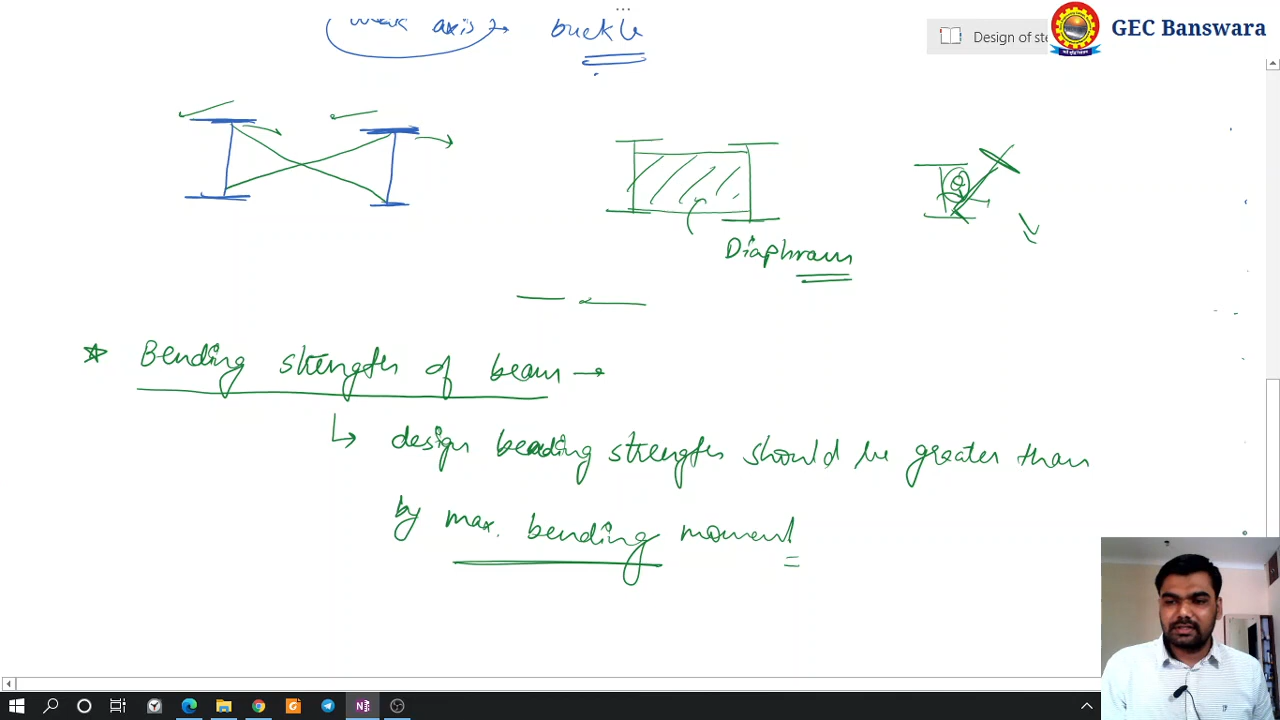 weak axis → buckle
Design of ste
GEC Banswara
Diaphram
Bending strength of beam →
↳ design bending strength should be greater than
by max. bending moment